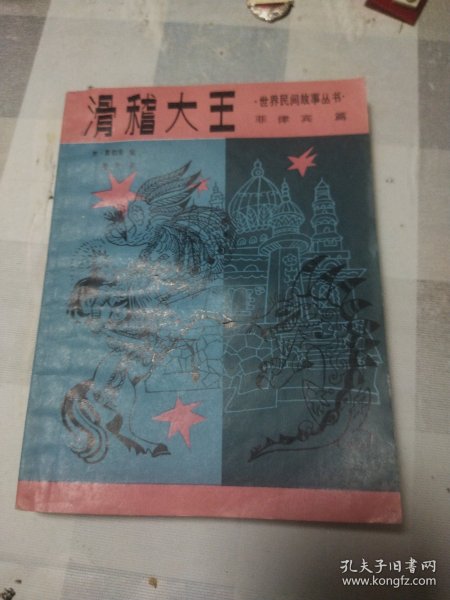 滑稽大王
·世界民间故事丛书·
菲律宾 篇
孔夫子旧书网
www.kongfz.com